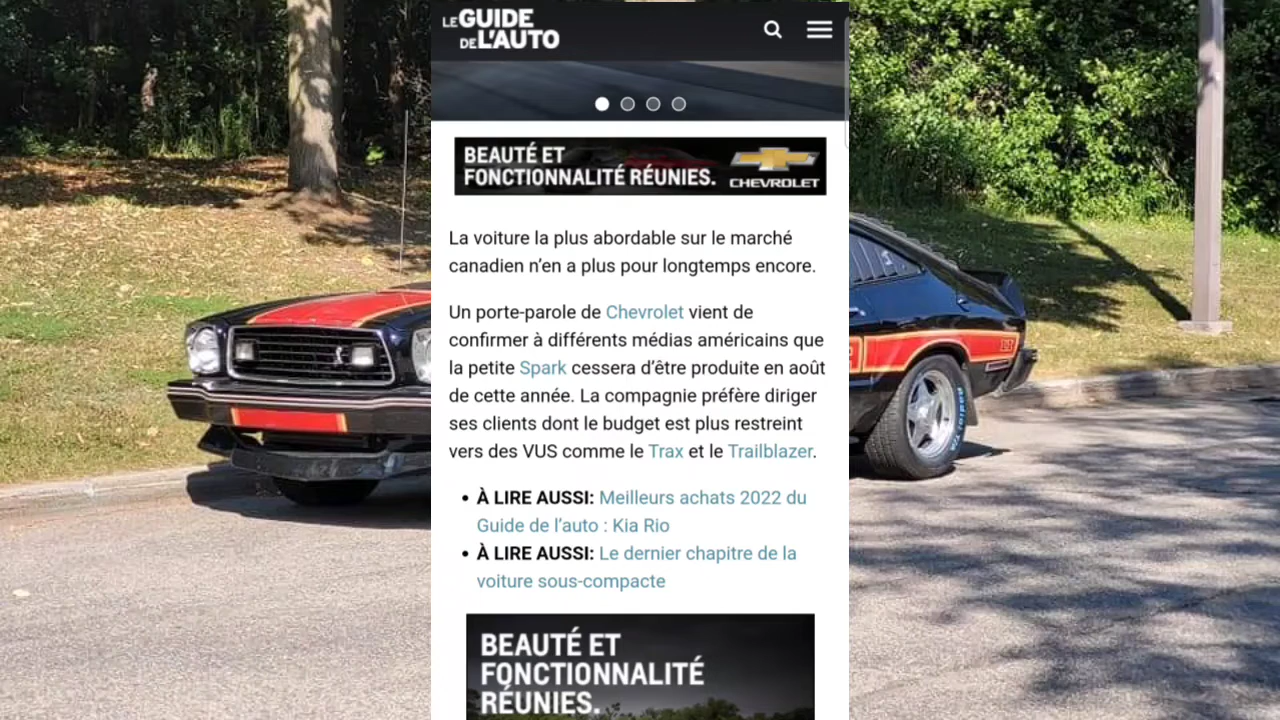 LE GUIDE
DE L'AUTO
BEAUTÉ ET
FONCTIONNALITÉ RÉUNIES.
CHEVROLET
La voiture la plus abordable sur le marché
canadien n’en a plus pour longtemps encore.
Un porte-parole de Chevrolet vient de
confirmer à différents médias américains que
la petite Spark cessera d’être produite en août
de cette année. La compagnie préfère diriger
ses clients dont le budget est plus restreint
vers des VUS comme le Trax et le Trailblazer.
• À LIRE AUSSI: Meilleurs achats 2022 du
Guide de l’auto : Kia Rio
• À LIRE AUSSI: Le dernier chapitre de la
voiture sous-compacte
BEAUTÉ ET
FONCTIONNALITÉ
RÉUNIES.